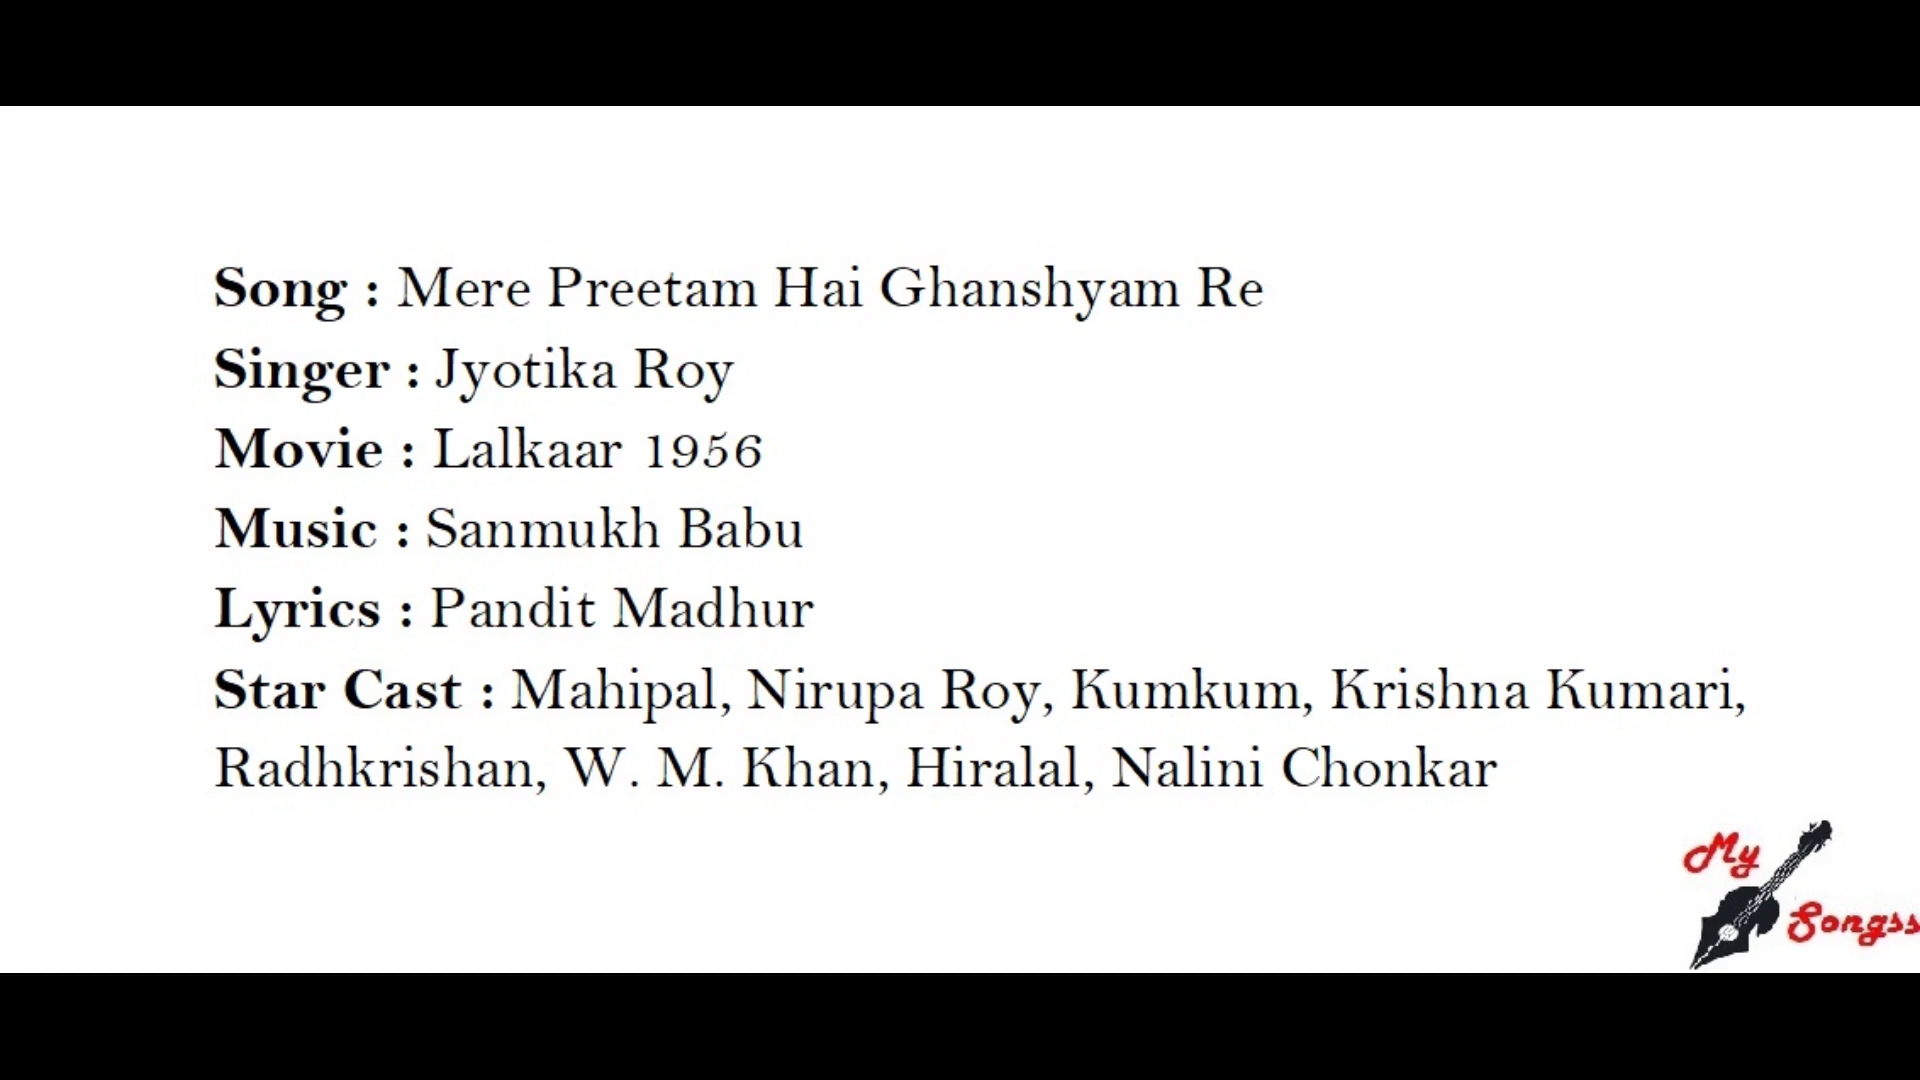 Song : Mere Preetam Hai Ghanshyam Re
Singer : Jyotika Roy
Movie : Lalkaar 1956
Music : Sanmukh Babu
Lyrics : Pandit Madhur
Star Cast : Mahipal, Nirupa Roy, Kumkum, Krishna Kumari,
Radhkrishan, W. M. Khan, Hiralal, Nalini Chonkar
My
Songss